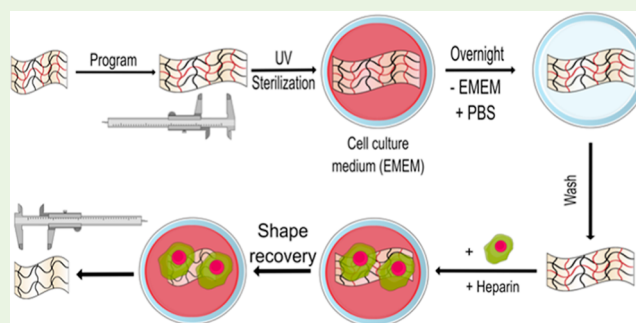 Program
UV
Sterilization
Cell culture
medium (EMEM)
Overnight
- EMEM
+ PBS
Wash
+
+ Heparin
Shape
recovery